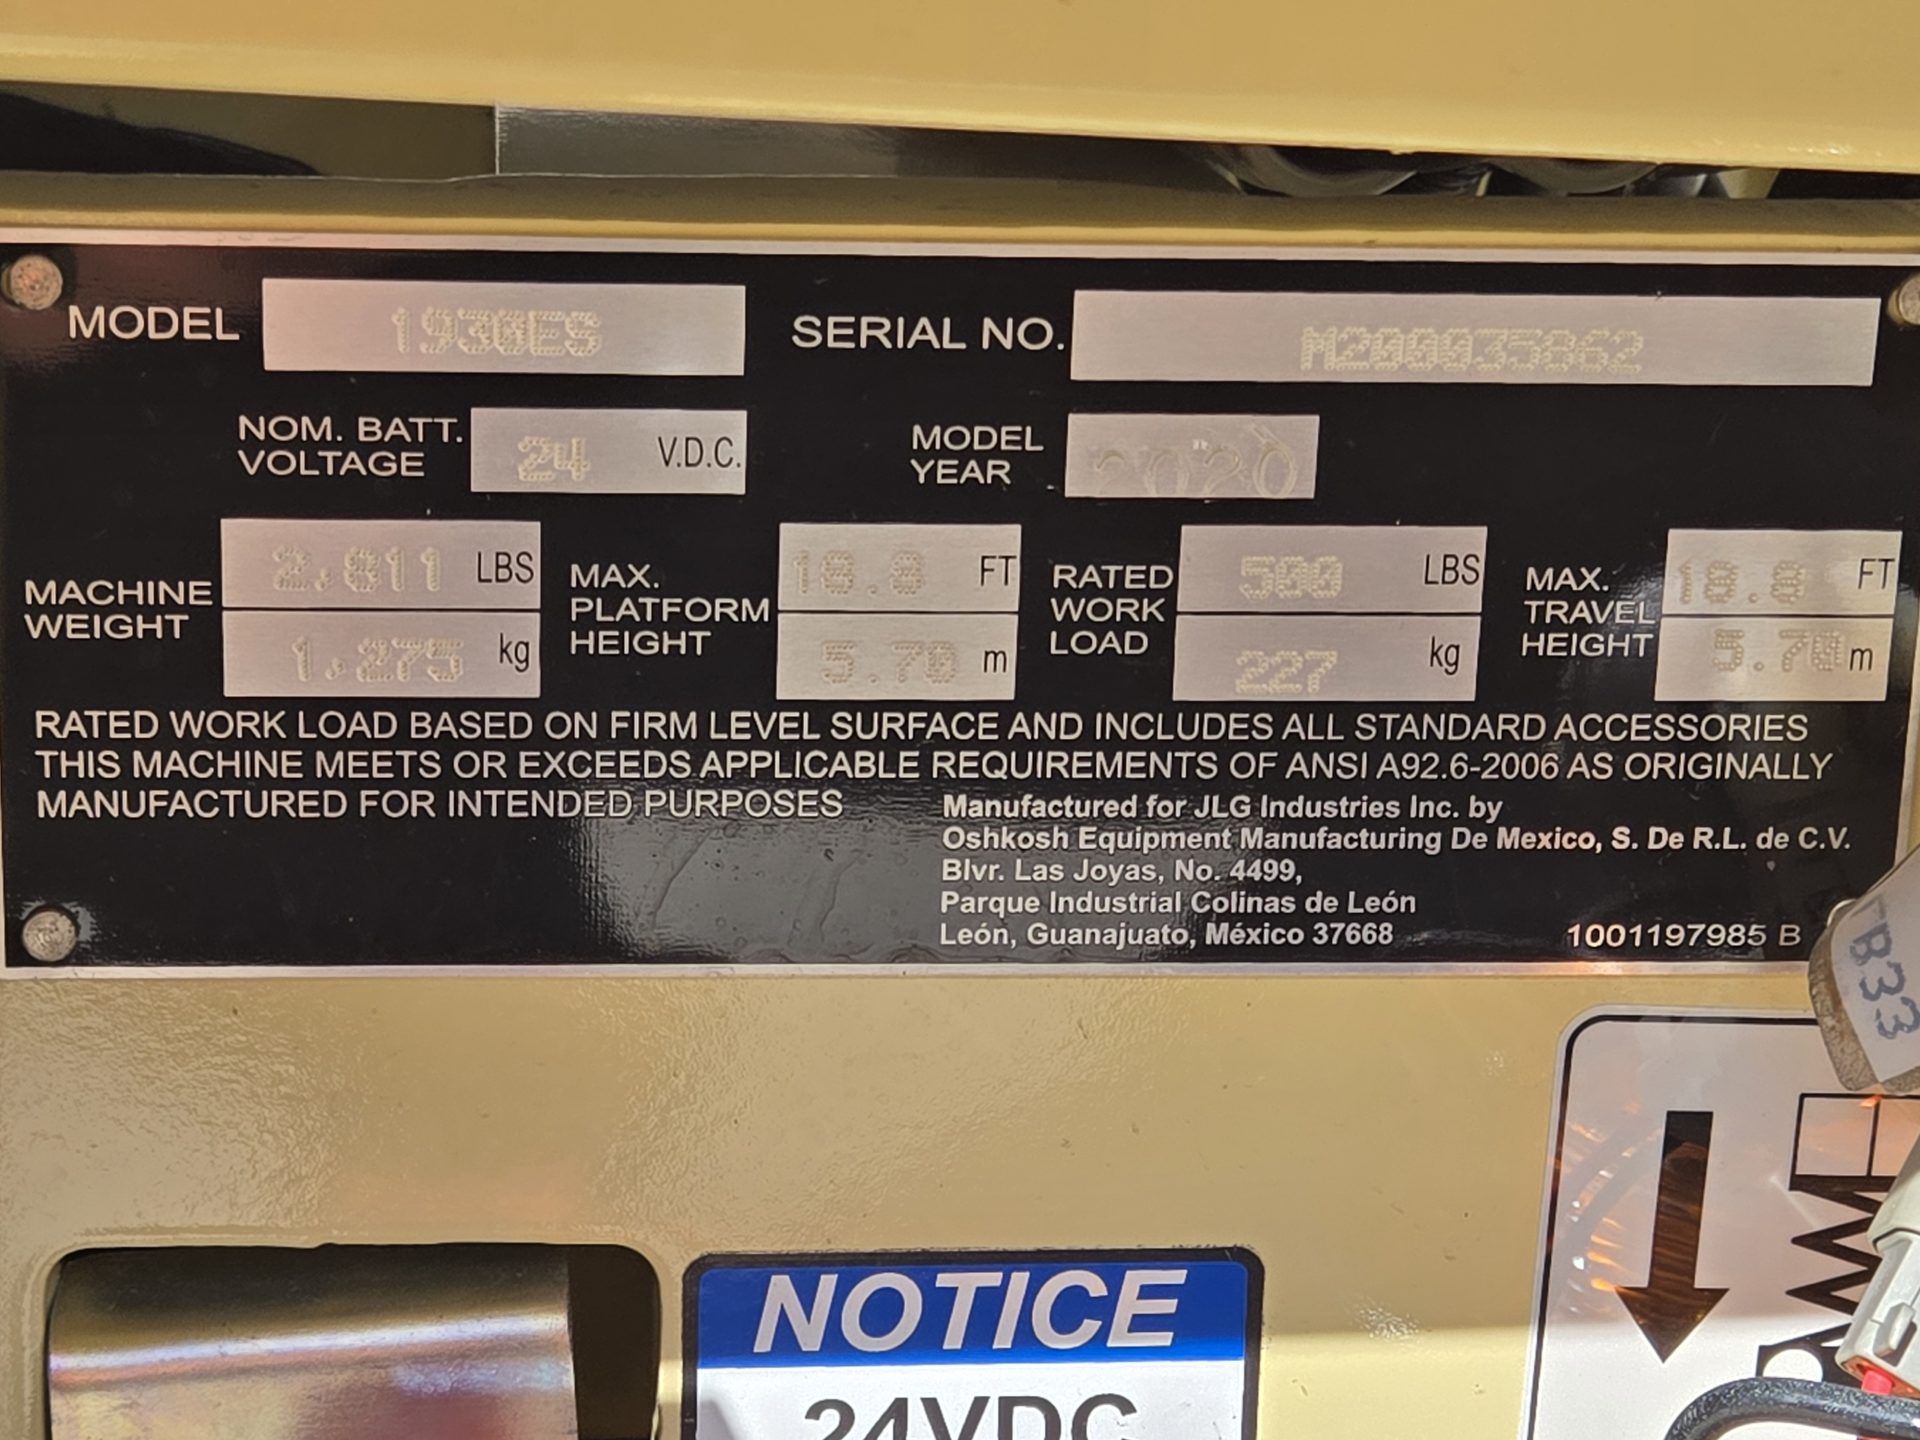 MODEL 1930ES SERIAL NO. M200035862
NOM. BATT. VOLTAGE 24 V.D.C. MODEL YEAR 2020
MACHINE WEIGHT 2,811 LBS 1,275 kg
MAX. PLATFORM HEIGHT 18.8 FT 5.70 m
RATED WORK LOAD 500 LBS 227 kg
MAX. TRAVEL HEIGHT 18.8 FT 5.70 m
RATED WORK LOAD BASED ON FIRM LEVEL SURFACE AND INCLUDES ALL STANDARD ACCESSORIES
THIS MACHINE MEETS OR EXCEEDS APPLICABLE REQUIREMENTS OF ANSI A92.6-2006 AS ORIGINALLY
MANUFACTURED FOR INTENDED PURPOSES
Manufactured for JLG Industries Inc. by
Oshkosh Equipment Manufacturing De Mexico, S. De R.L. de C.V.
Blvr. Las Joyas, No. 4499,
Parque Industrial Colinas de León
León, Guanajuato, México 37668
1001197985 B
TB33
NOTICE
24VDC